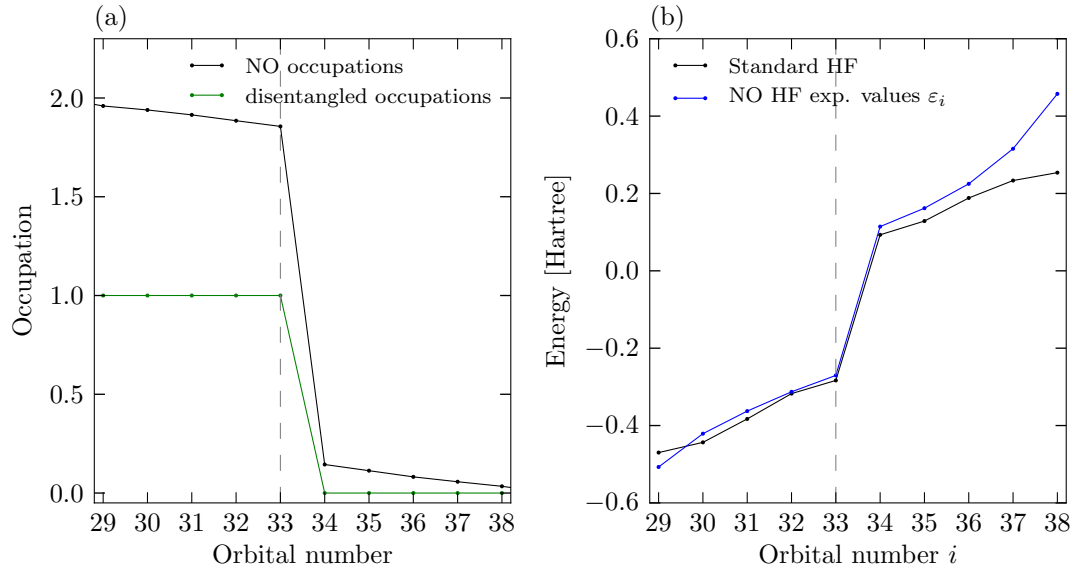 (a)
NO occupations
disentangled occupations
2.0
1.5
1.0
0.5
0.0
Occupation
29 30 31 32 33 34 35 36 37 38
Orbital number
(b)
Standard HF
NO HF exp. values εᵢ
0.6
0.4
0.2
0.0
−0.2
−0.4
−0.6
Energy [Hartree]
29 30 31 32 33 34 35 36 37 38
Orbital number i